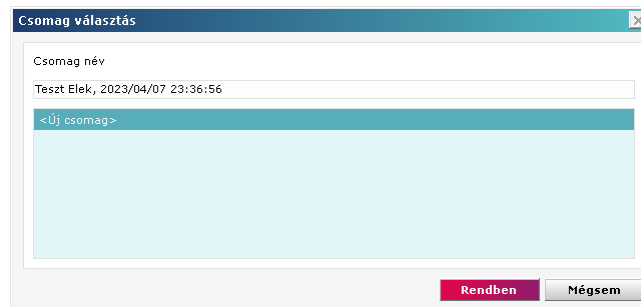 Csomag választás
Csomag név
Teszt Elek, 2023/04/07 23:36:56
<Új csomag>
Rendben
Mégsem